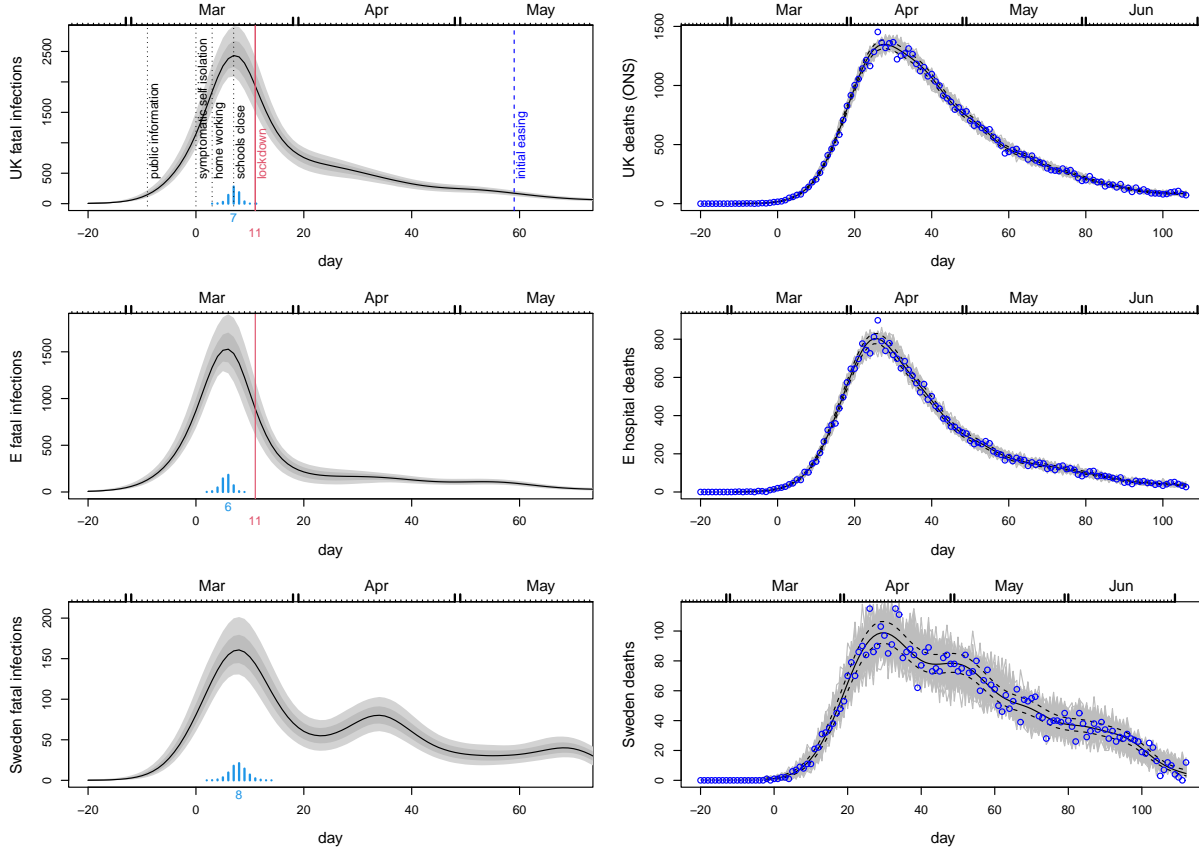 Mar Apr May
UK fatal infections
0 500 1500 2500
public information
symptomatic self isolation
home working
schools close
lockdown
initial easing
7 11
−20 0 20 40 60
day
Mar Apr May Jun
UK deaths (ONS)
0 500 1000 1500
−20 0 20 40 60 80 100
day
Mar Apr May
E fatal infections
0 500 1000 1500
6 11
−20 0 20 40 60
day
Mar Apr May Jun
E hospital deaths
0 200 400 600 800
−20 0 20 40 60 80 100
day
Mar Apr May
Sweden fatal infections
0 50 100 150 200
8
−20 0 20 40 60
day
Mar Apr May Jun
Sweden deaths
0 20 40 60 80 100
−20 0 20 40 60 80 100
day